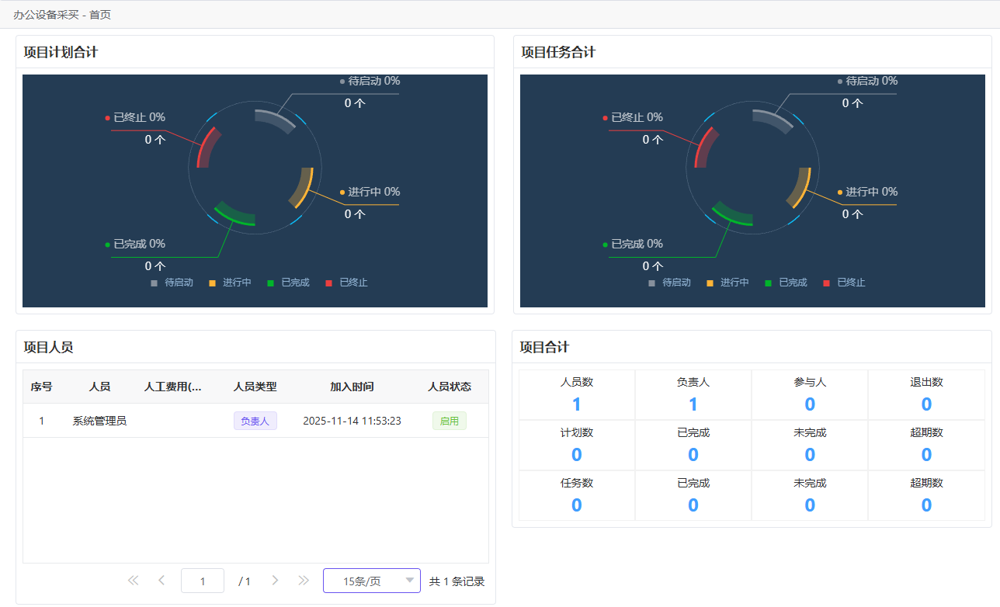 办公设备采买 - 首页
项目计划合计
待启动 0%
0 个
已终止 0%
0 个
进行中 0%
0 个
已完成 0%
0 个
待启动 进行中 已完成 已终止
项目任务合计
待启动 0%
0 个
已终止 0%
0 个
进行中 0%
0 个
已完成 0%
0 个
待启动 进行中 已完成 已终止
项目人员
序号 人员 人工费用(... 人员类型 加入时间 人员状态
1 系统管理员 负责人 2025-11-14 11:53:23 启用
1 / 1 15条/页 共 1 条记录
项目合计
人员数 负责人 参与人 退出数
1 1 0 0
计划数 已完成 未完成 超期数
0 0 0 0
任务数 已完成 未完成 超期数
0 0 0 0